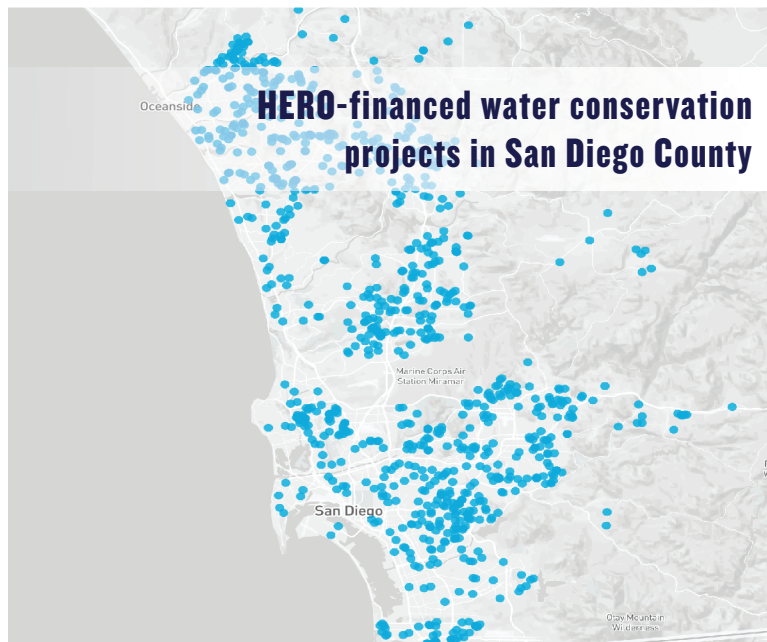 HERO-financed water conservation
projects in San Diego County
Oceanside
Marine Corps Air
Station Miramar
San Diego
Otay Mountain
Wilderness